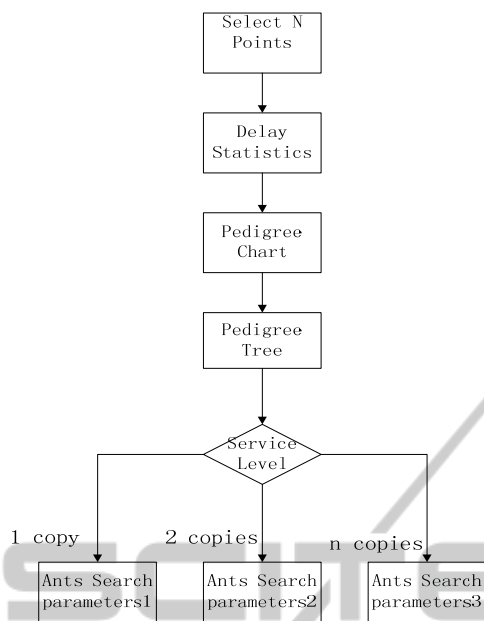 Select N
Points
Delay
Statistics
Pedigree
Chart
Pedigree
Tree
Service
Level
1 copy
2 copies
n copies
Ants Search
parameters1
Ants Search
parameters2
Ants Search
parameters3
SCITE